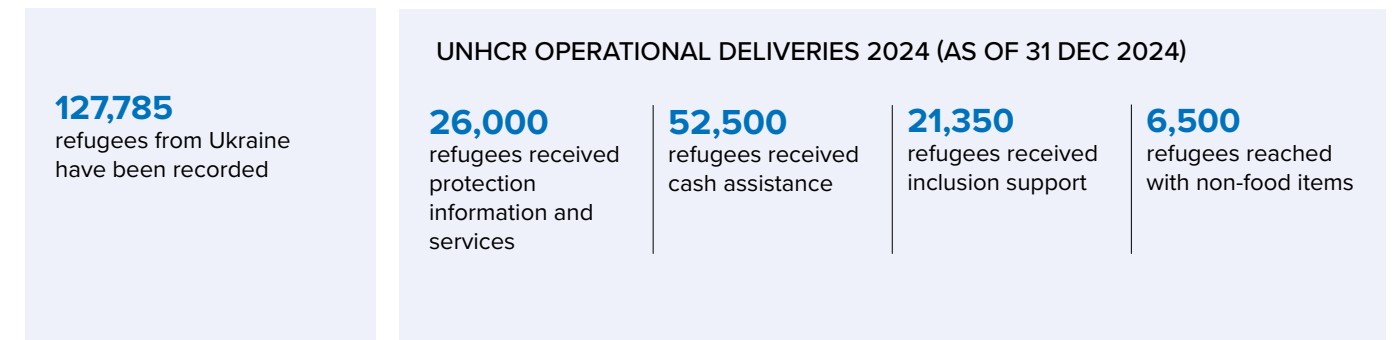 127,785
refugees from Ukraine
have been recorded
UNHCR OPERATIONAL DELIVERIES 2024 (AS OF 31 DEC 2024)
26,000
refugees received
protection
information and
services
52,500
refugees received
cash assistance
21,350
refugees received
inclusion support
6,500
refugees reached
with non-food items